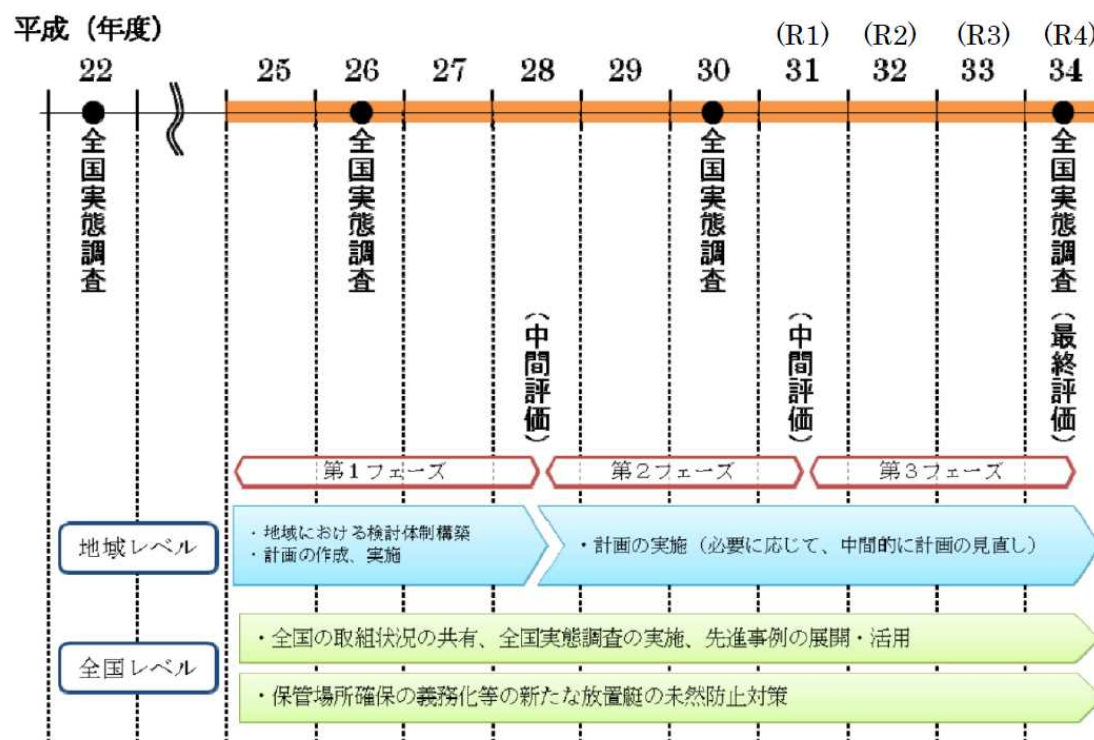 平成（年度）
(R1) (R2) (R3) (R4)
22 25 26 27 28 29 30 31 32 33 34
全国実態調査
全国実態調査
全国実態調査
全国実態調査
（中間評価）
（中間評価）
（最終評価）
第１フェーズ
第２フェーズ
第３フェーズ
地域レベル
・地域における検討体制構築
・計画の作成、実施
・計画の実施（必要に応じて、中間的に計画の見直し）
全国レベル
・全国の取組状況の共有、全国実態調査の実施、先進事例の展開・活用
・保管場所確保の義務化等の新たな放置艇の未然防止対策